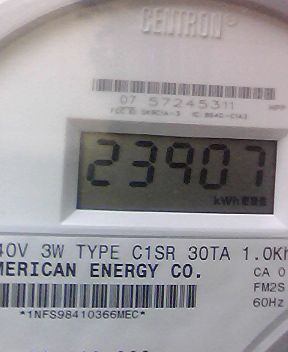 CENTRON®
07 57245311
23907
kWh
40V 3W TYPE C1SR 30TA 1.0Kh
MERICAN ENERGY CO.
CA 0
FM2S
60Hz
*1NFS98410366MEC*